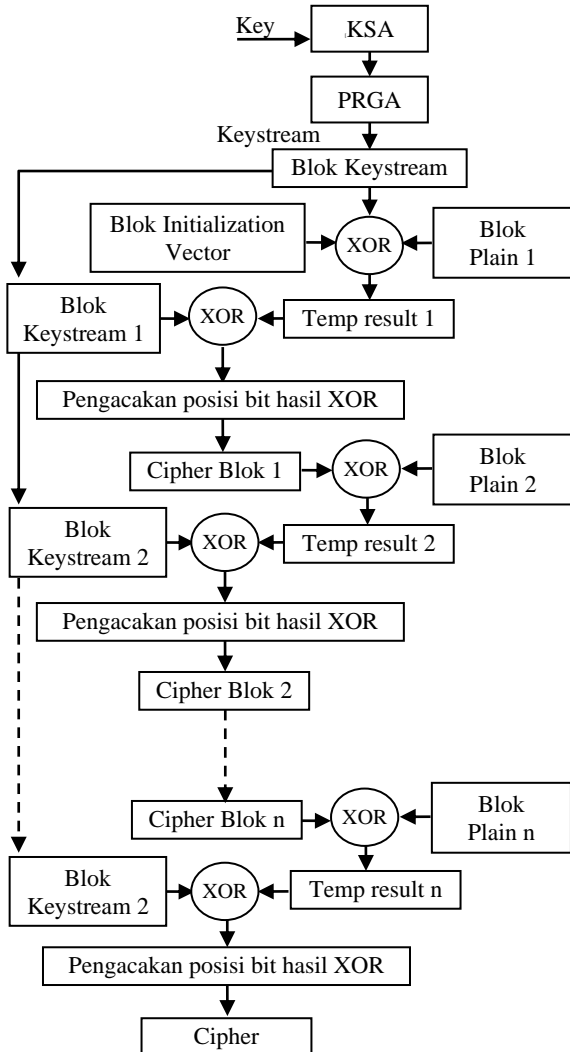 Key
KSA
PRGA
Keystream
Blok Keystream
Blok Initialization
Vector
XOR
Blok
Plain 1
Blok
Keystream 1
XOR
Temp result 1
Pengacakan posisi bit hasil XOR
Cipher Blok 1
XOR
Blok
Plain 2
Blok
Keystream 2
XOR
Temp result 2
Pengacakan posisi bit hasil XOR
Cipher Blok 2
Cipher Blok n
XOR
Blok
Plain n
Blok
Keystream 2
XOR
Temp result n
Pengacakan posisi bit hasil XOR
Cipher